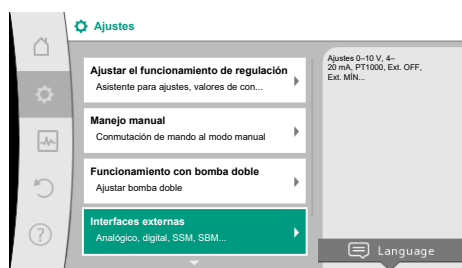 Ajustes
Ajustar el funcionamiento de regulación
Asistente para ajustes, valores de con...
Manejo manual
Conmutación de mando al modo manual
Funcionamiento con bomba doble
Ajustar bomba doble
Interfaces externas
Analógico, digital, SSM, SBM...
Ajustes 0–10 V, 4–
20 mA, PT1000, Ext. OFF,
Ext. MÍN...
Language